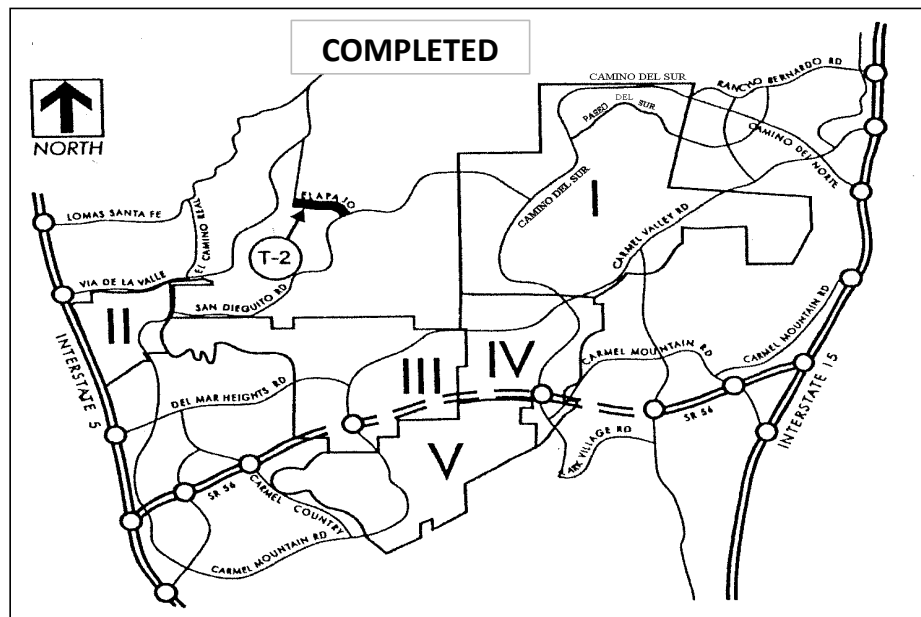 COMPLETED
NORTH
CAMINO DEL SUR
RANCHO BERNARDO RD
PASEO DEL SUR
CAMINO DEL NORTE
LOMAS SANTA FE
EL CAMINO REAL
EL APAJO
CAMINO DEL SUR
I
CARMEL VALLEY RD
T-2
VIA DE LA VALLE
SAN DIEGUITO RD
II
INTERSTATE 5
III
IV
CARMEL MOUNTAIN RD
CARMEL MOUNTAIN RD
DEL MAR HEIGHTS RD
SR 56
INTERSTATE 15
V
PARK VILLAGE RD
SR 56
CARMEL COUNTRY
CARMEL MOUNTAIN RD